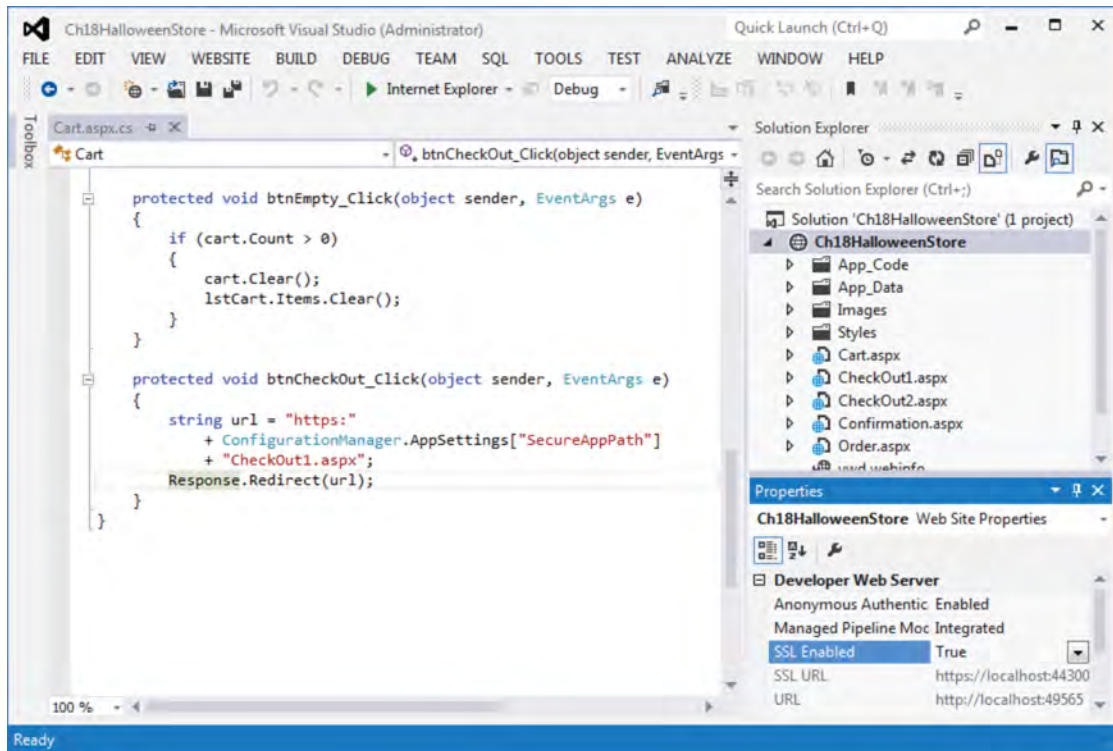 Ch18HalloweenStore - Microsoft Visual Studio (Administrator)
Quick Launch (Ctrl+Q)
FILE EDIT VIEW WEBSITE BUILD DEBUG TEAM SQL TOOLS TEST ANALYZE WINDOW HELP
Internet Explorer Debug
Toolbox
Cart.aspx.cs
Cart
btnCheckOut_Click(object sender, EventArgs
protected void btnEmpty_Click(object sender, EventArgs e)
{
if (cart.Count > 0)
{
cart.Clear();
lstCart.Items.Clear();
}
}
protected void btnCheckOut_Click(object sender, EventArgs e)
{
string url = "https:"
+ ConfigurationManager.AppSettings["SecureAppPath"]
+ "CheckOut1.aspx";
Response.Redirect(url);
}
}
100 %
Solution Explorer
Search Solution Explorer (Ctrl+;)
Solution 'Ch18HalloweenStore' (1 project)
Ch18HalloweenStore
App_Code
App_Data
Images
Styles
Cart.aspx
CheckOut1.aspx
CheckOut2.aspx
Confirmation.aspx
Order.aspx
Properties
Ch18HalloweenStore Web Site Properties
Developer Web Server
Anonymous Authentic Enabled
Managed Pipeline Moc Integrated
SSL Enabled True
SSL URL https://localhost:44300
URL http://localhost:49565
Ready